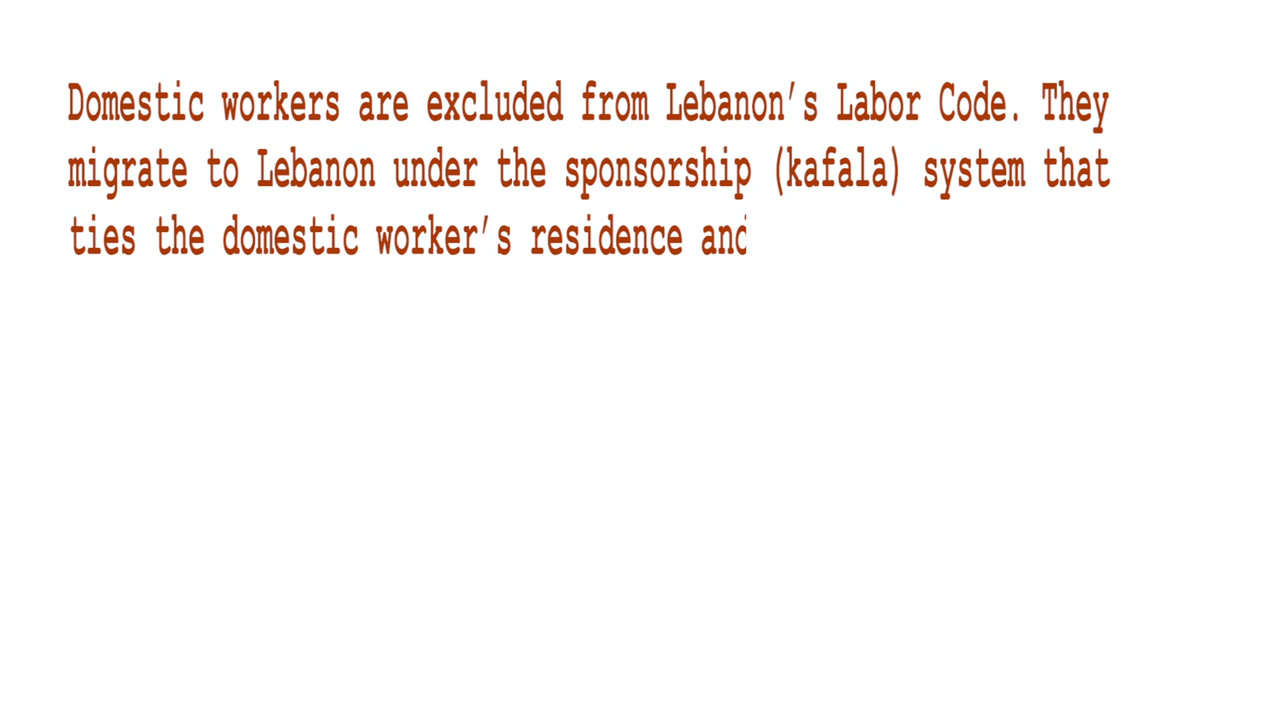 Domestic workers are excluded from Lebanon’s Labor Code. They
migrate to Lebanon under the sponsorship (kafala) system that
ties the domestic worker’s residence and